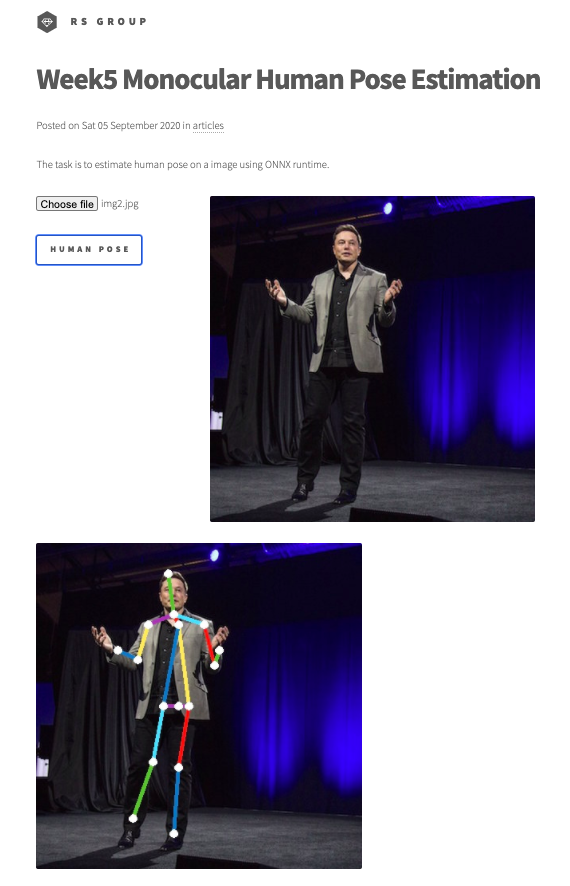 RS GROUP
Week5 Monocular Human Pose Estimation
Posted on Sat 05 September 2020 in articles
The task is to estimate human pose on a image using ONNX runtime.
Choose file img2.jpg
HUMAN POSE